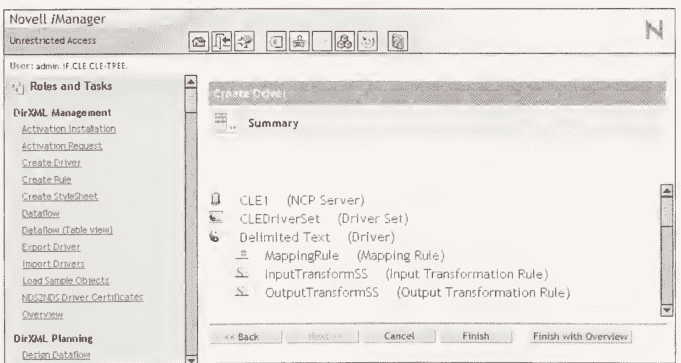 Novell iManager
N
Unrestricted Access
User: admin.IF.CLE.CLE-TPEE.
Roles and Tasks
DirXML Management
Activation Installation
Activation Request
Create Driver
Create Rule
Create StyleSheet
Dataflow
Dataflow (Table view)
Export Driver
Import Drivers
Load Sample Objects
NDS2NDS Driver Certificates
Overview
DirXML Planning
Design Dataflow
Create Driver
Summary
CLE1 (NCP Server)
CLEDriverSet (Driver Set)
Delimited Text (Driver)
MappingRule (Mapping Rule)
InputTransformSS (Input Transformation Rule)
OutputTransformSS (Output Transformation Rule)
<< Back Next >> Cancel Finish Finish with Overview